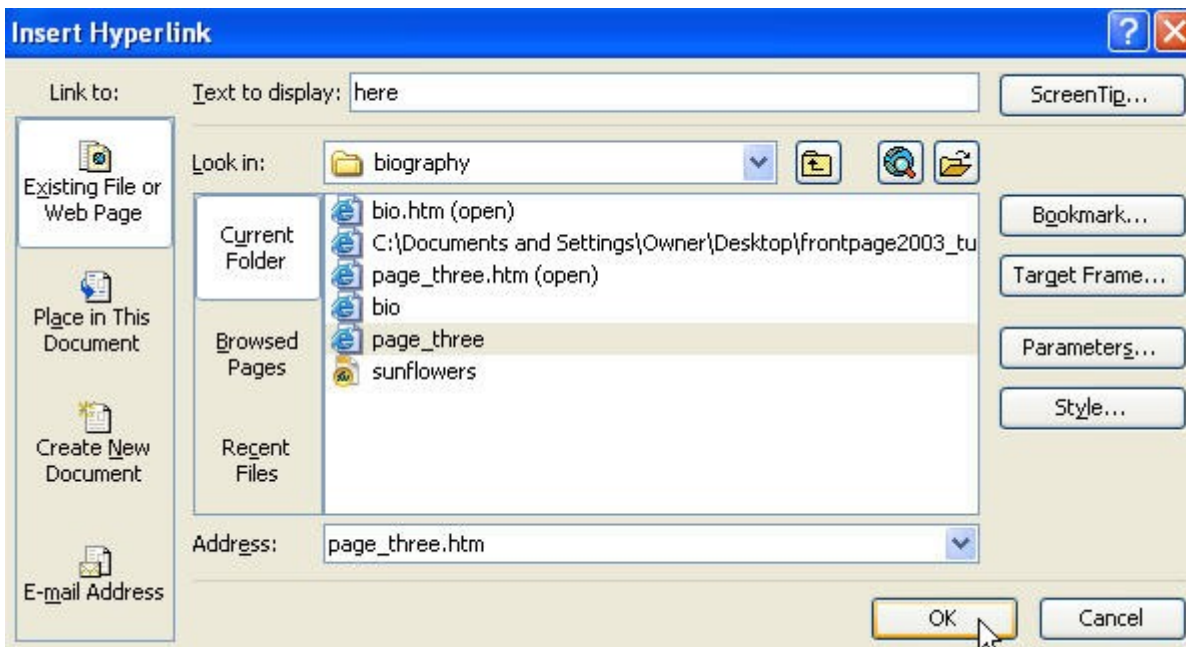 Insert Hyperlink
Link to:
Text to display: here
ScreenTip...
Existing File or
Web Page
Look in: biography
Current
Folder
bio.htm (open)
C:\Documents and Settings\Owner\Desktop\frontpage2003_tu
page_three.htm (open)
bio
page_three
sunflowers
Bookmark...
Target Frame...
Parameters...
Style...
Place in This
Document
Browsed
Pages
Create New
Document
Recent
Files
E-mail Address
Address: page_three.htm
OK
Cancel